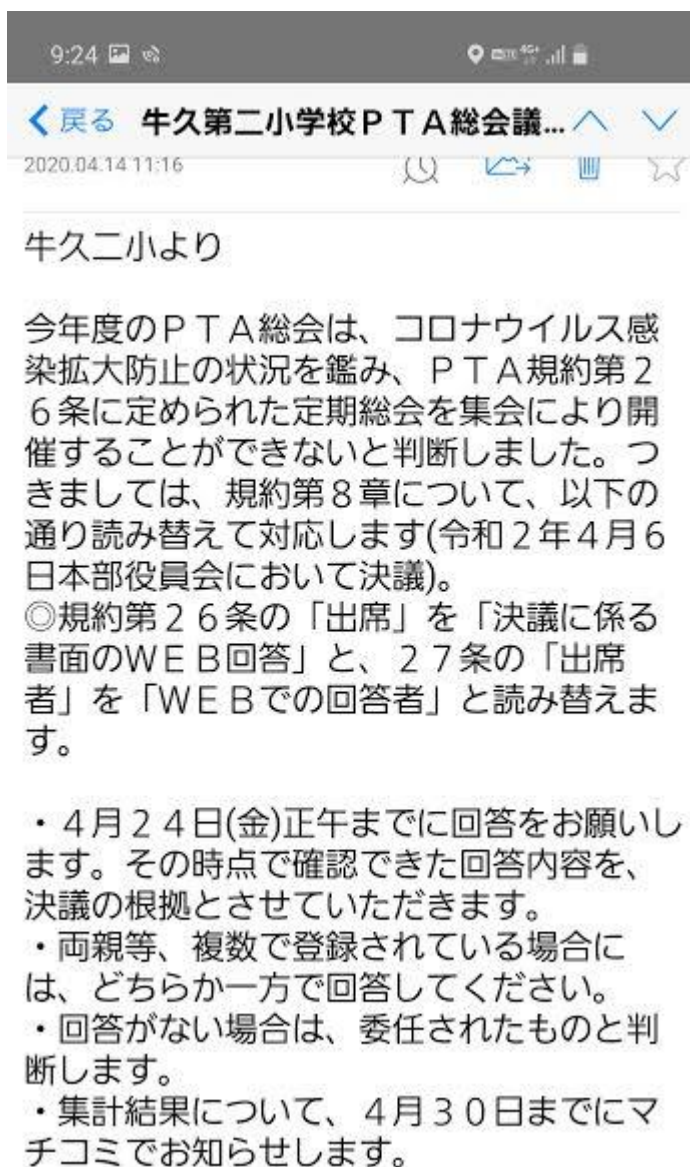 9:24
4G+
戻る 牛久第二小学校ＰＴＡ総会議...
2020.04.14 11:16
牛久二小より
今年度のＰＴＡ総会は、コロナウイルス感
染拡大防止の状況を鑑み、ＰＴＡ規約第２
６条に定められた定期総会を集会により開
催することができないと判断しました。つ
きましては、規約第８章について、以下の
通り読み替えて対応します(令和２年４月６
日本部役員会において決議)。
◎規約第２６条の「出席」を「決議に係る
書面のＷＥＢ回答」と、２７条の「出席
者」を「ＷＥＢでの回答者」と読み替えま
す。
・４月２４日(金)正午までに回答をお願いし
ます。その時点で確認できた回答内容を、
決議の根拠とさせていただきます。
・両親等、複数で登録されている場合に
は、どちらか一方で回答してください。
・回答がない場合は、委任されたものと判
断します。
・集計結果について、４月３０日までにマ
チコミでお知らせします。